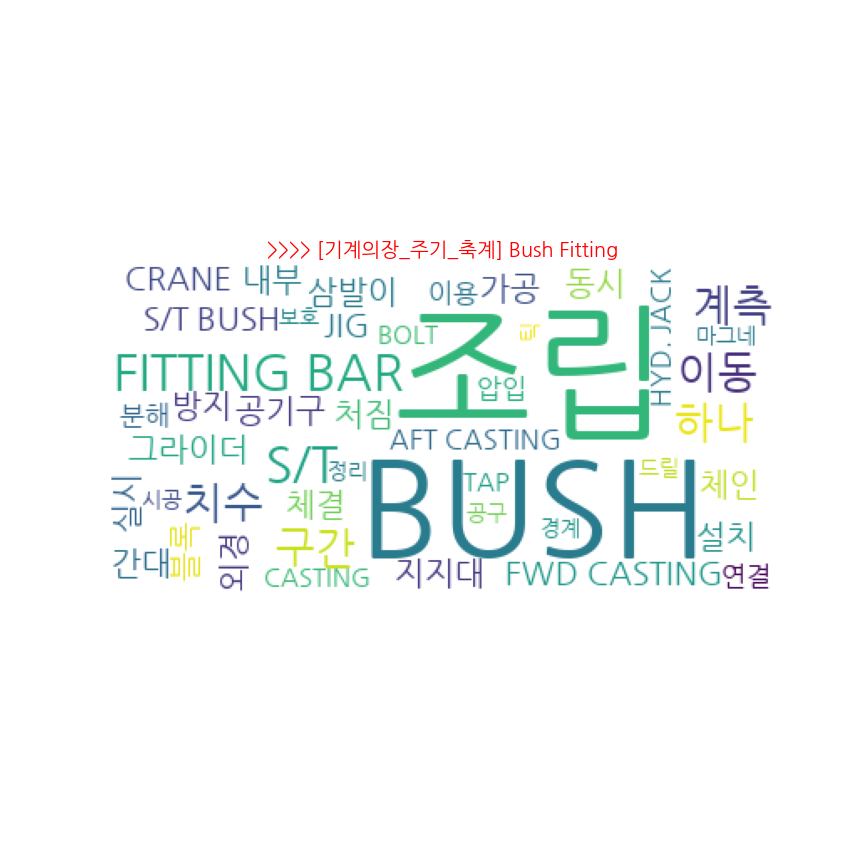 >>>> [기계의장_주기_축계] Bush Fitting
CRANE
내부
삼발이
이용
가공
동시
HYD. JACK
계측
S/T BUSH
보호
JIG
BOLT
틱
조립
마그네
FITTING BAR
압입
이동
분해
방지
공기구
처짐
하나
그라이더
S/T
정리
AFT CASTING
BUSH
TAP
드릴
체인
실시
시공
치수
체결
공구
경계
설치
간대
블록
외경
구간
CASTING
지지대
FWD CASTING
연결